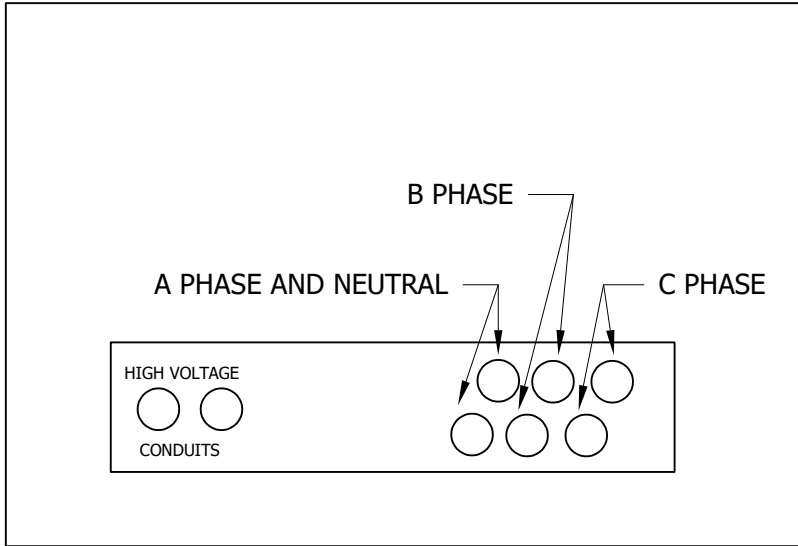 B PHASE
A PHASE AND NEUTRAL
C PHASE
HIGH VOLTAGE
CONDUITS